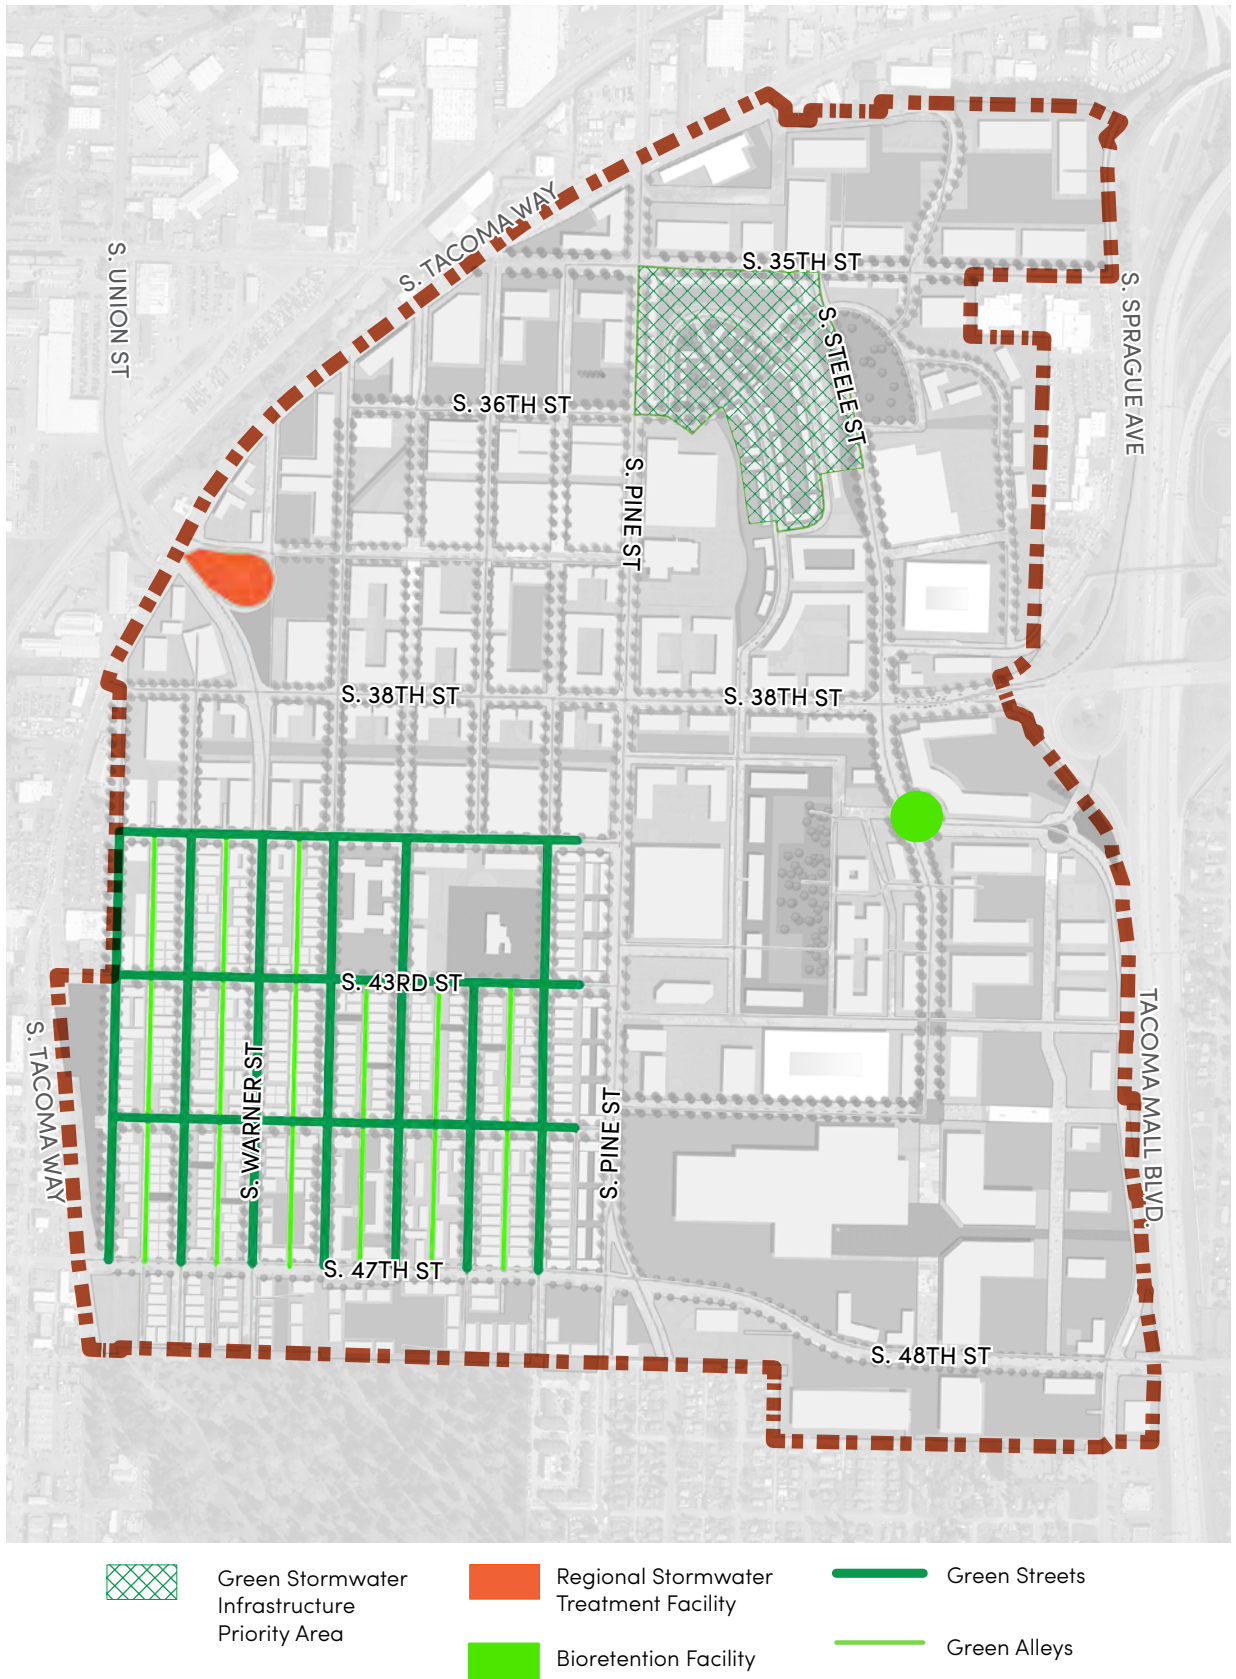 S. TACOMA WAY
S. UNION ST
S. 35TH ST
S. SPRAGUE AVE
S. STEELE ST
S. 36TH ST
S. PINE ST
S. 38TH ST
S. 38TH ST
S. 43RD ST
S. TACOMA WAY
S. WARNER ST
S. PINE ST
TACOMA MALL BLVD.
S. 47TH ST
S. 48TH ST
Green Stormwater
Infrastructure
Priority Area
Regional Stormwater
Treatment Facility
Bioretention Facility
Green Streets
Green Alleys